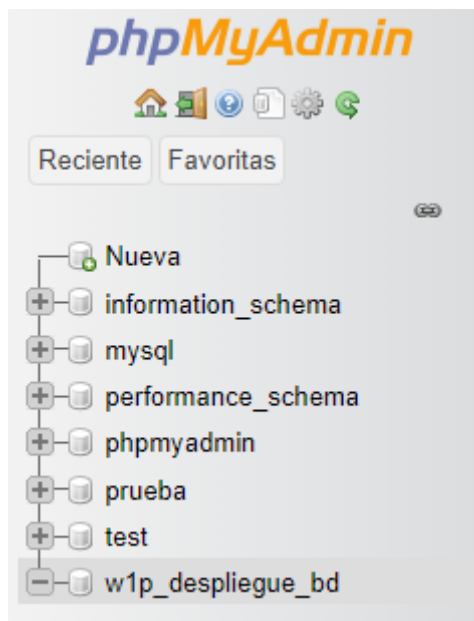 phpMyAdmin
Reciente Favoritas
Nueva
information_schema
mysql
performance_schema
phpmyadmin
prueba
test
w1p_despliegue_bd